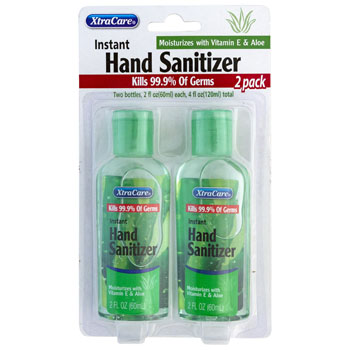 XtraCare®
Moisturizes with Vitamin E & Aloe
Instant
Hand Sanitizer
Kills 99.9% Of Germs
2 pack
Two bottles, 2 fl oz(60ml) each, 4 fl oz(120ml) total
XtraCare®
Kills 99.9% Of Germs
Instant
Hand
Sanitizer
Moisturizes with
Vitamin E & Aloe
2 FL OZ (60mL)
XtraCare®
Kills 99.9% Of Germs
Instant
Hand
Sanitizer
Moisturizes with
Vitamin E & Aloe
2 FL OZ (60mL)